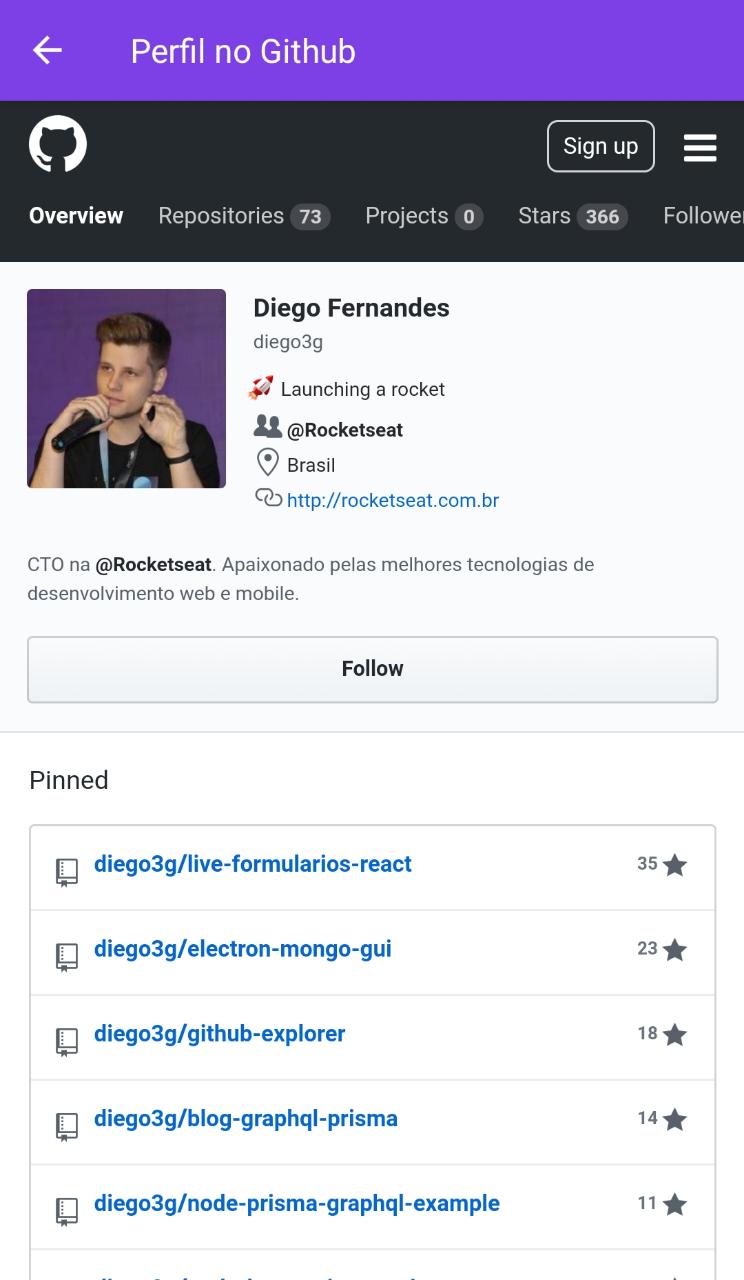 Perfil no Github
Sign up
Overview Repositories 73 Projects 0 Stars 366 Follower
Diego Fernandes
diego3g
🚀 Launching a rocket
@Rocketseat
Brasil
http://rocketseat.com.br
CTO na @Rocketseat. Apaixonado pelas melhores tecnologias de
desenvolvimento web e mobile.
Follow
Pinned
diego3g/live-formularios-react 35
diego3g/electron-mongo-gui 23
diego3g/github-explorer 18
diego3g/blog-graphql-prisma 14
diego3g/node-prisma-graphql-example 11